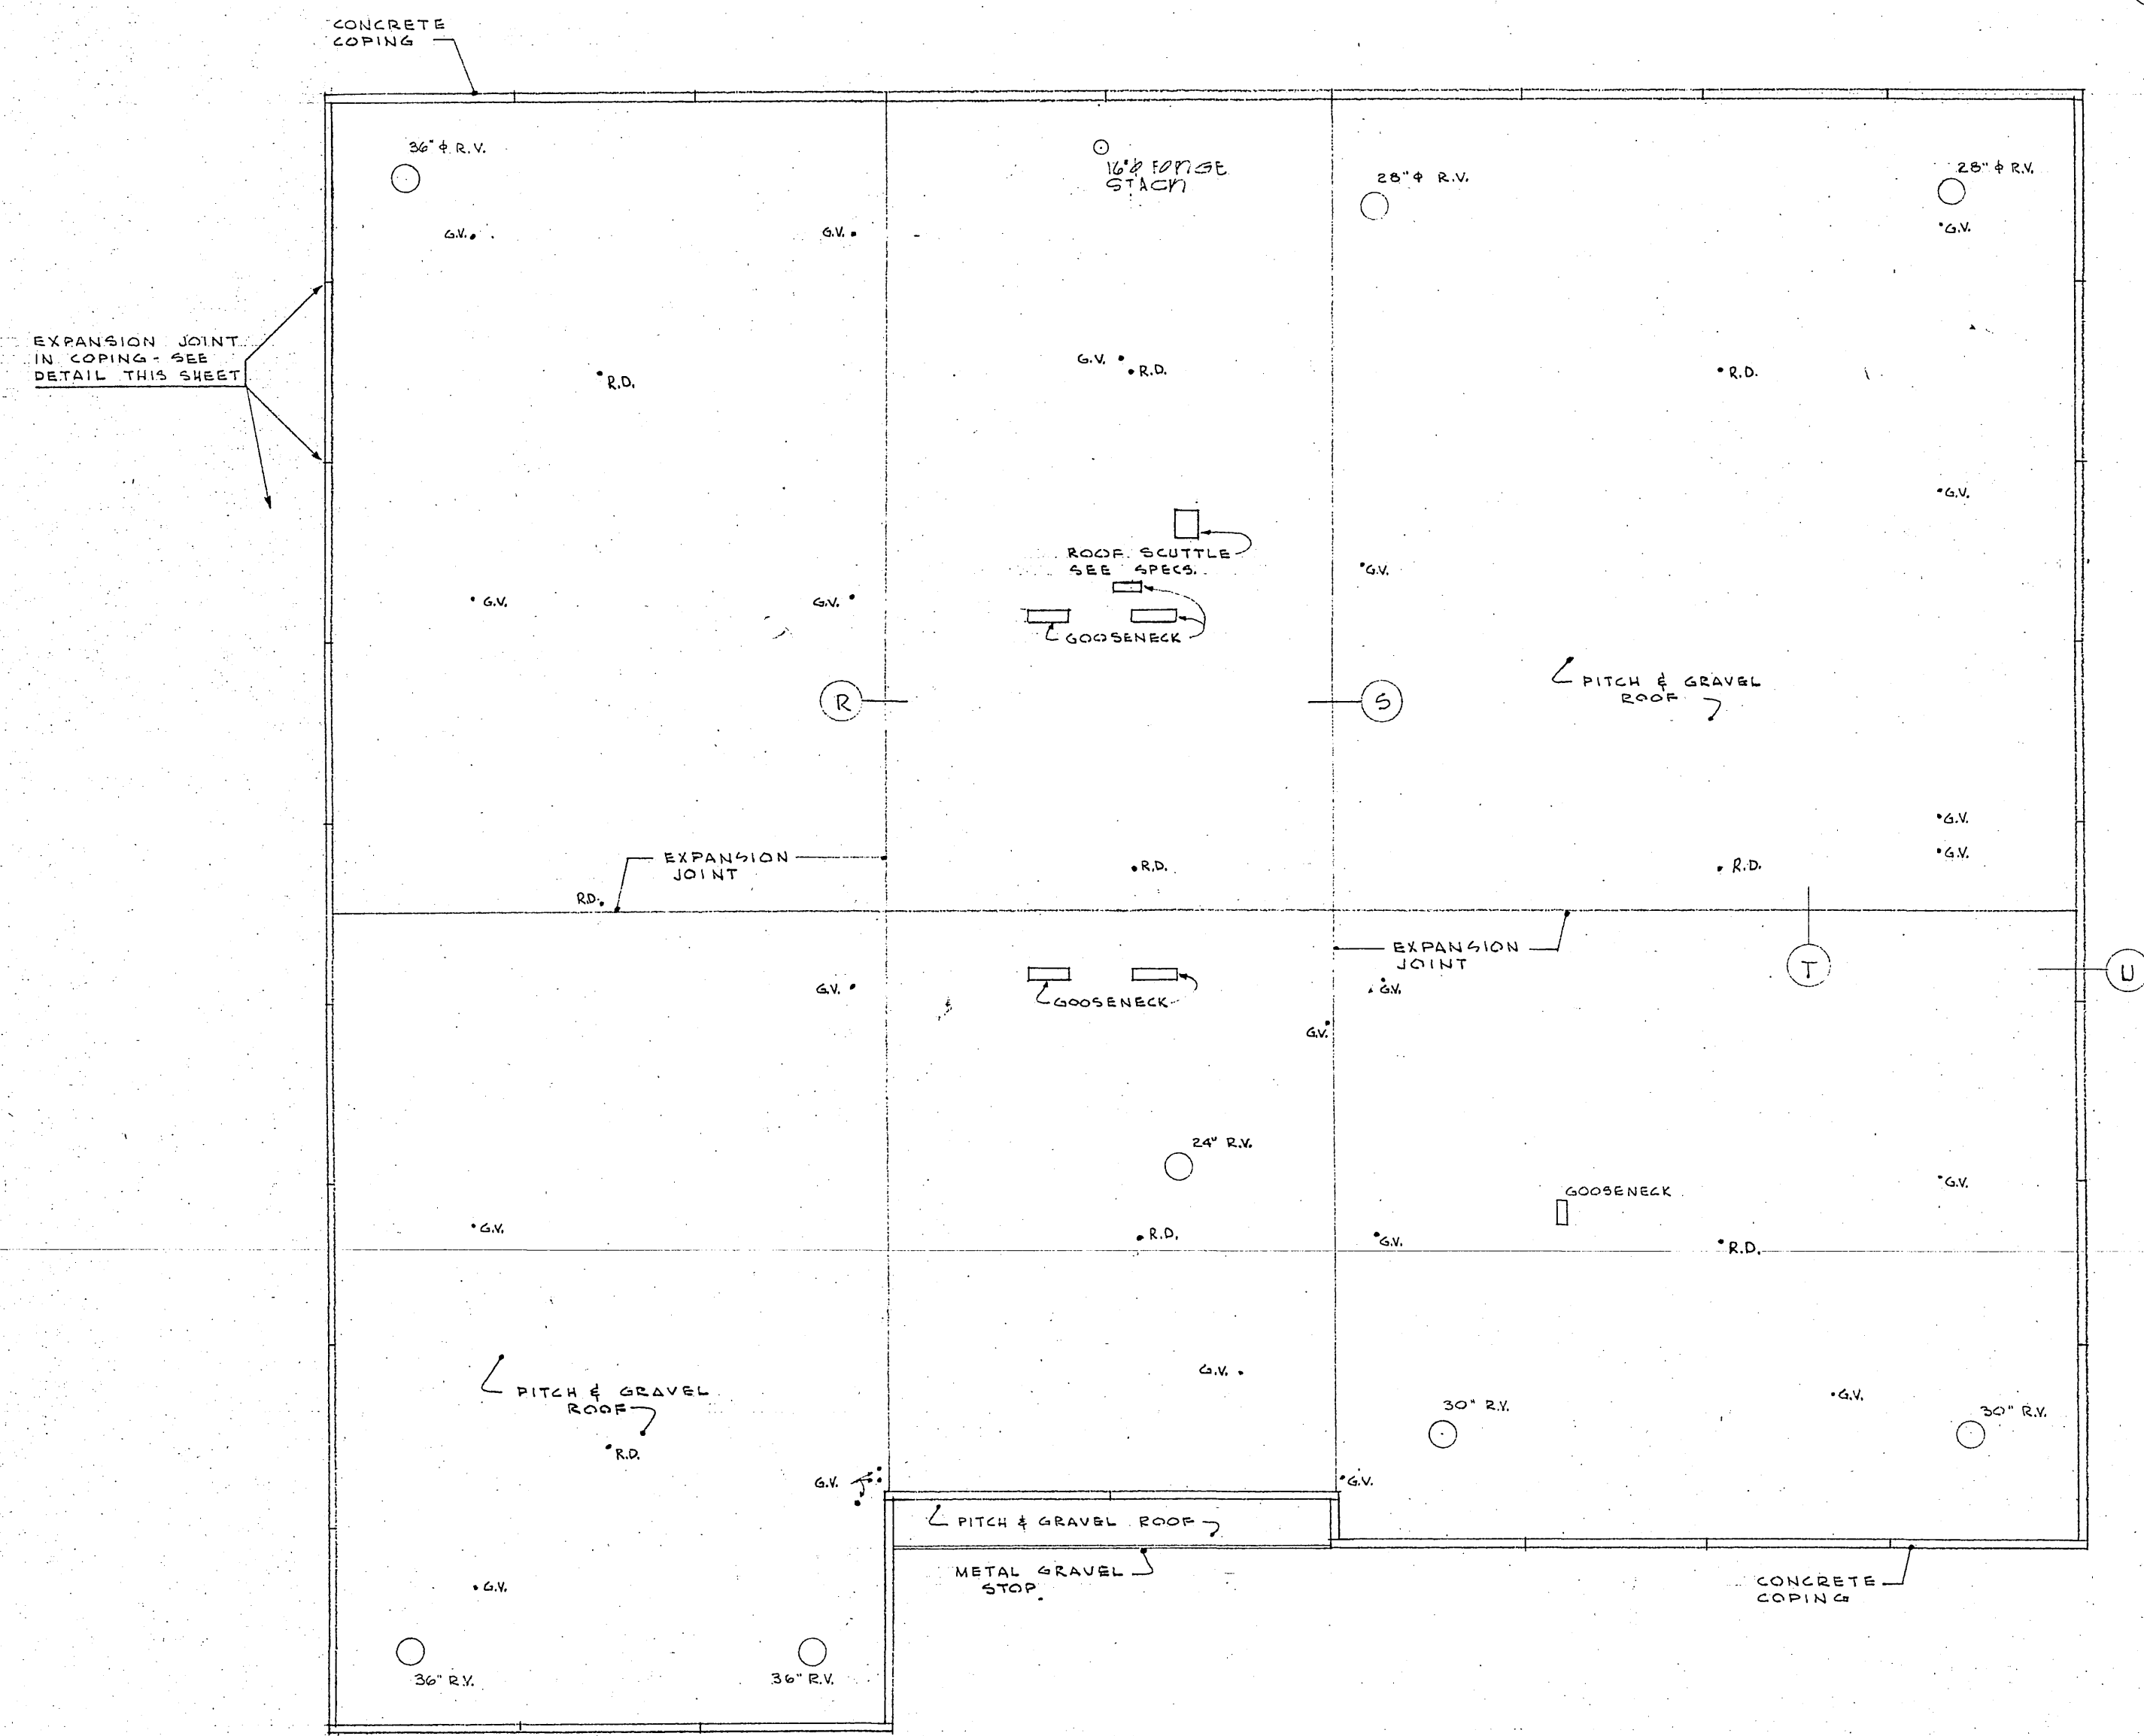 CONCRETE
COPING
36" φ R.V.
16" φ FORGE
STACK
28" φ R.V.
28" φ R.V.
G.V.
G.V.
G.V.
EXPANSION JOINT
IN COPING - SEE
DETAIL THIS SHEET
R.D.
G.V.
R.D.
R.D.
G.V.
ROOF SCUTTLE
SEE SPECS.
G.V.
G.V.
G.V.
GOOSENECK
R
S
PITCH & GRAVEL
ROOF
G.V.
G.V.
EXPANSION
JOINT
R.D.
R.D.
R.D.
EXPANSION
JOINT
T
U
G.V.
GOOSENECK
G.V.
G.V.
24" R.V.
G.V.
GOOSENECK
G.V.
R.D.
G.V.
R.D.
G.V.
PITCH & GRAVEL
ROOF
G.V.
30" R.V.
30" R.V.
R.D.
G.V.
G.V.
PITCH & GRAVEL ROOF
METAL GRAVEL
STOP
G.V.
CONCRETE
COPING
36" R.V.
36" R.V.